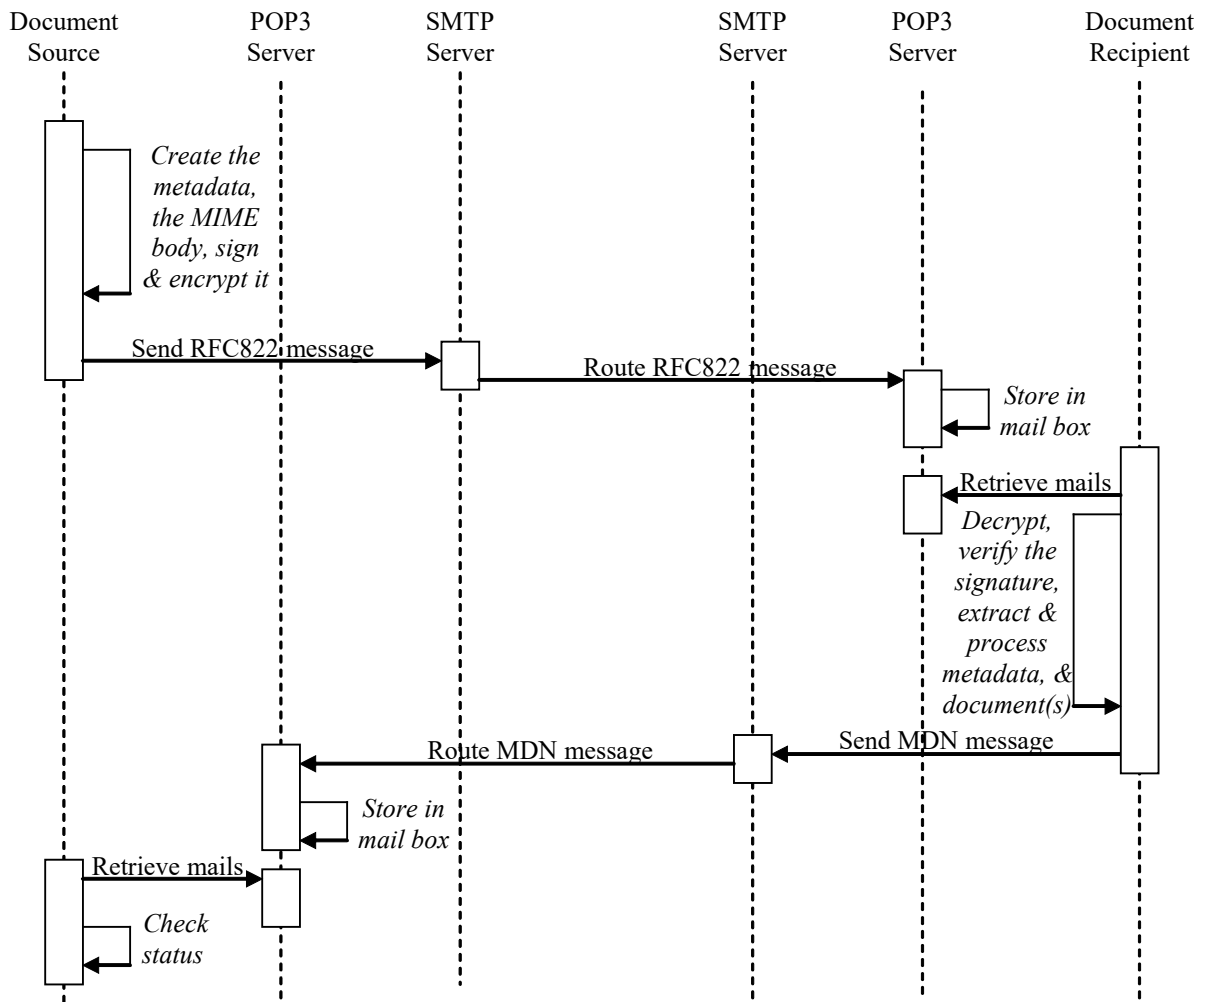 Document
Source
POP3
Server
SMTP
Server
SMTP
Server
POP3
Server
Document
Recipient
Create the
metadata,
the MIME
body, sign
& encrypt it
Send RFC822 message
Route RFC822 message
Store in
mail box
Retrieve mails
Decrypt,
verify the
signature,
extract &
process
metadata, &
document(s)
Send MDN message
Route MDN message
Store in
mail box
Retrieve mails
Check
status